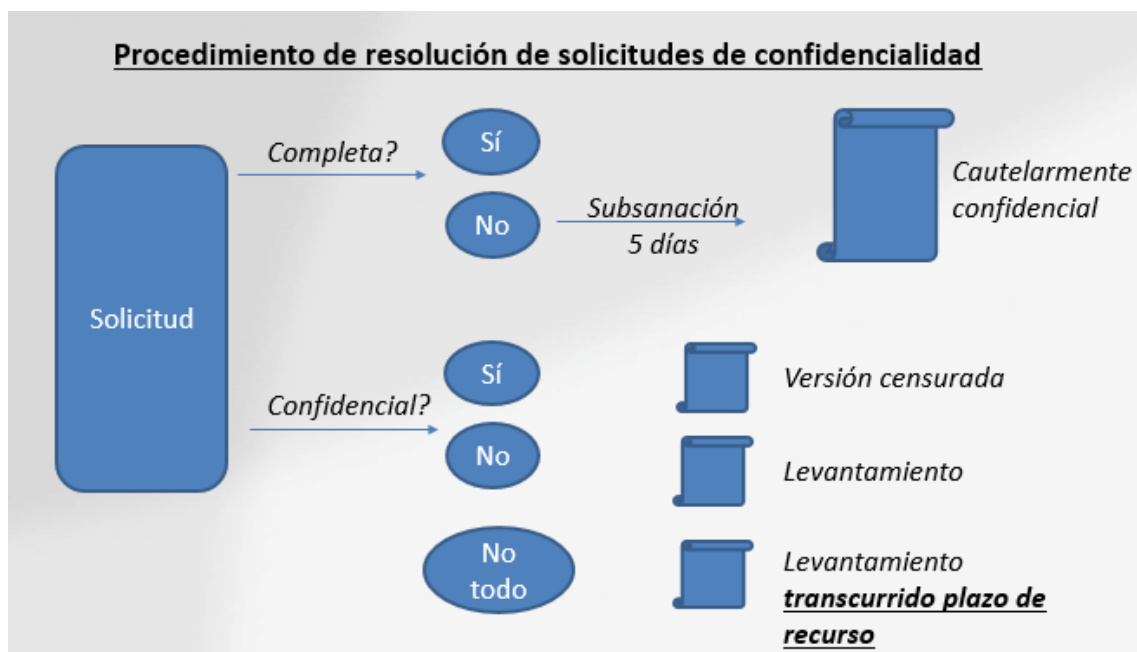 Procedimiento de resolución de solicitudes de confidencialidad
Solicitud
Completa?
Sí
No
Subsanación
5 días
Cautelarmente
confidencial
Confidencial?
Sí
Versión censurada
No
Levantamiento
No
todo
Levantamiento
transcurrido plazo de
recurso